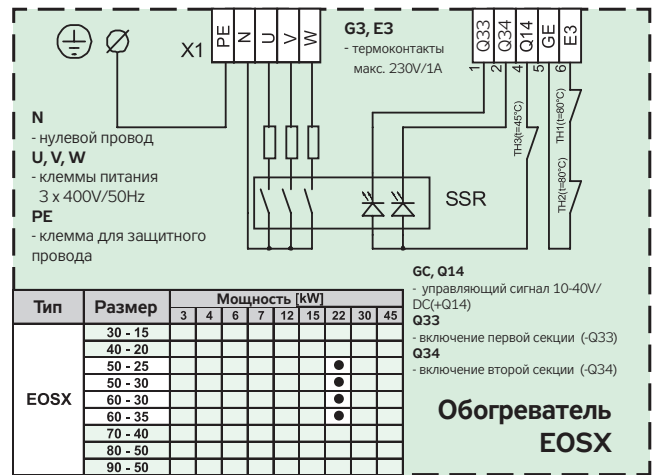 X1
PE
N
U
V
W
G3, E3
- термоконтакты
макс. 230V/1A
Q33
Q34
Q14
GE
E3
1
2
4
5
6
TH3(t=45°C)
TH1(t=80°C)
TH2(t=80°C)
N
- нулевой провод
U, V, W
- клеммы питания
3 x 400V/50Hz
PE
- клемма для защитного
провода
SSR
GC, Q14
- управляющий сигнал 10-40V/
DC(+Q14)
Q33
- включение первой секции (-Q33)
Q34
- включение второй секции (-Q34)
Тип Размер Мощность [kW]
3 4 6 7 12 15 22 30 45
EOSX
30 - 15
40 - 20
50 - 25 ●
50 - 30 ●
60 - 30 ●
60 - 35 ●
70 - 40
80 - 50
90 - 50
Обогреватель
EOSX